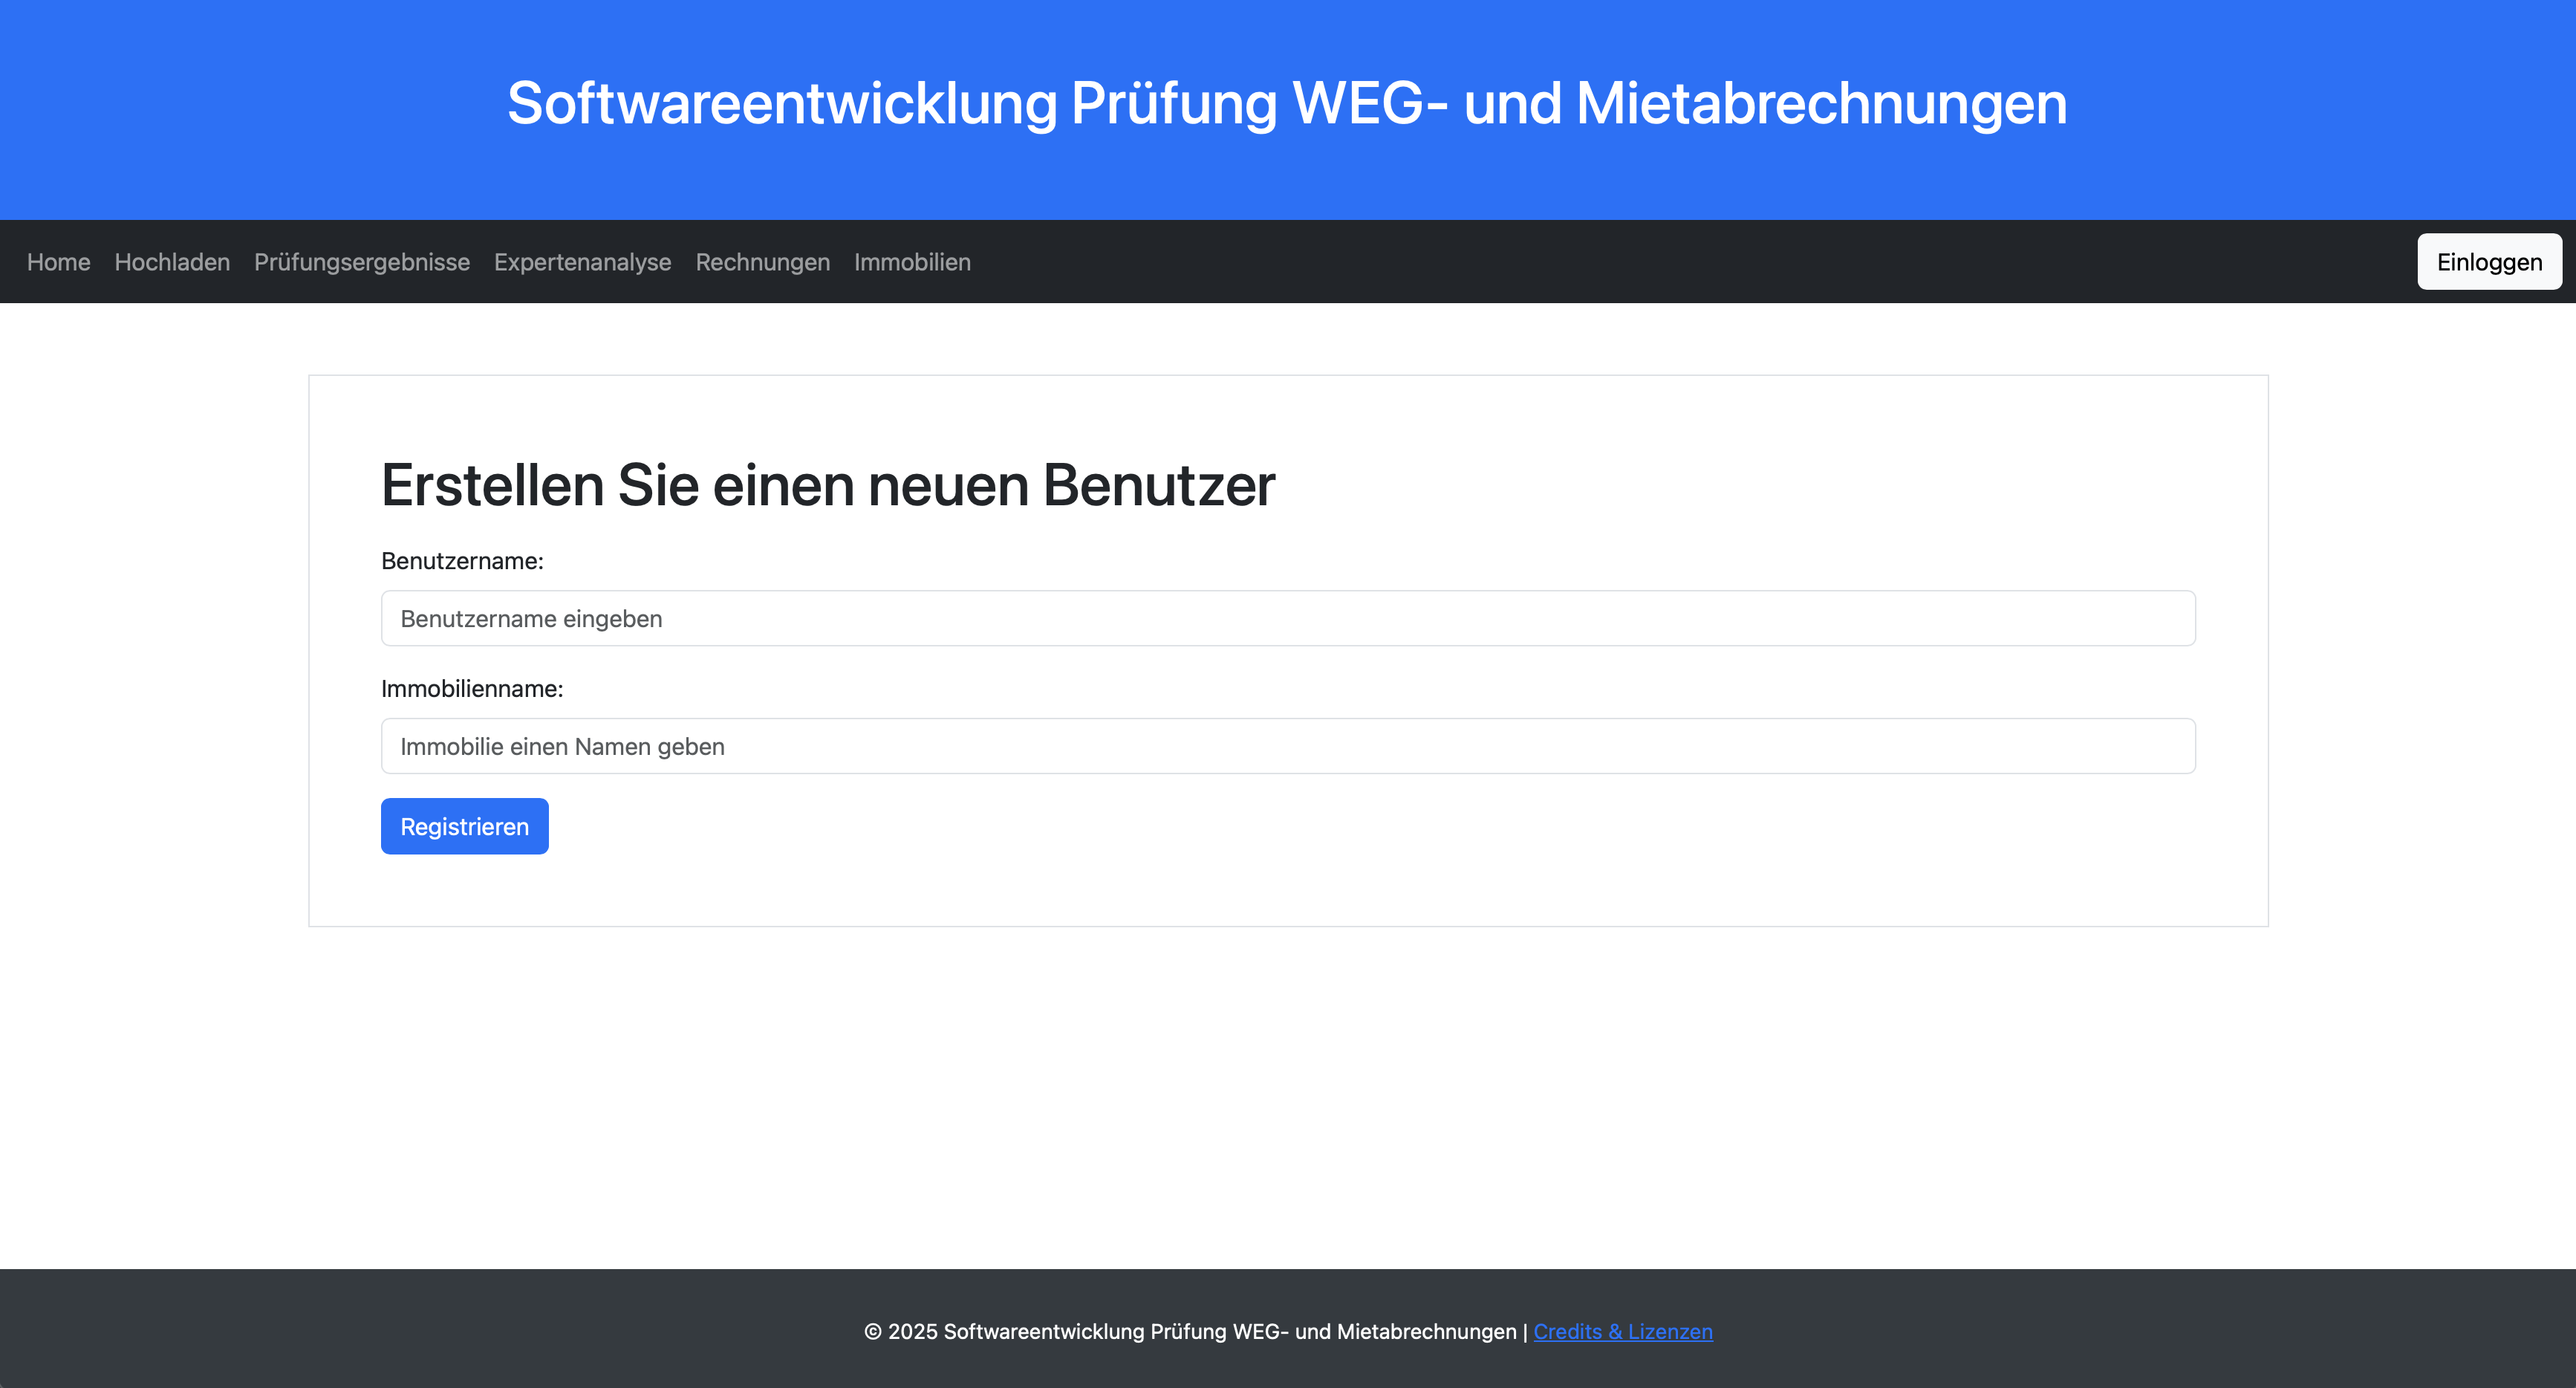 Softwareentwicklung Prüfung WEG- und Mietabrechnungen
Home Hochladen Prüfungsergebnisse Expertenanalyse Rechnungen Immobilien Einloggen
Erstellen Sie einen neuen Benutzer
Benutzername:
Benutzername eingeben
Immobilienname:
Immobilie einen Namen geben
Registrieren
© 2025 Softwareentwicklung Prüfung WEG- und Mietabrechnungen | Credits & Lizenzen